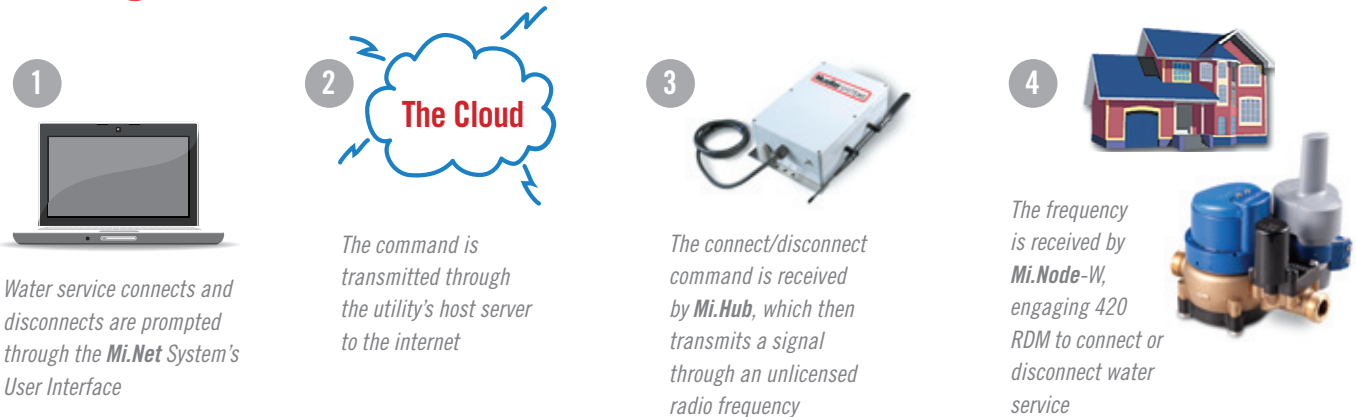 1
Water service connects and
disconnects are prompted
through the Mi.Net System's
User Interface
2
The Cloud
The command is
transmitted through
the utility's host server
to the internet
3
Mueller SYSTEMS
The connect/disconnect
command is received
by Mi.Hub, which then
transmits a signal
through an unlicensed
radio frequency
4
The frequency
is received by
Mi.Node-W,
engaging 420
RDM to connect or
disconnect water
service